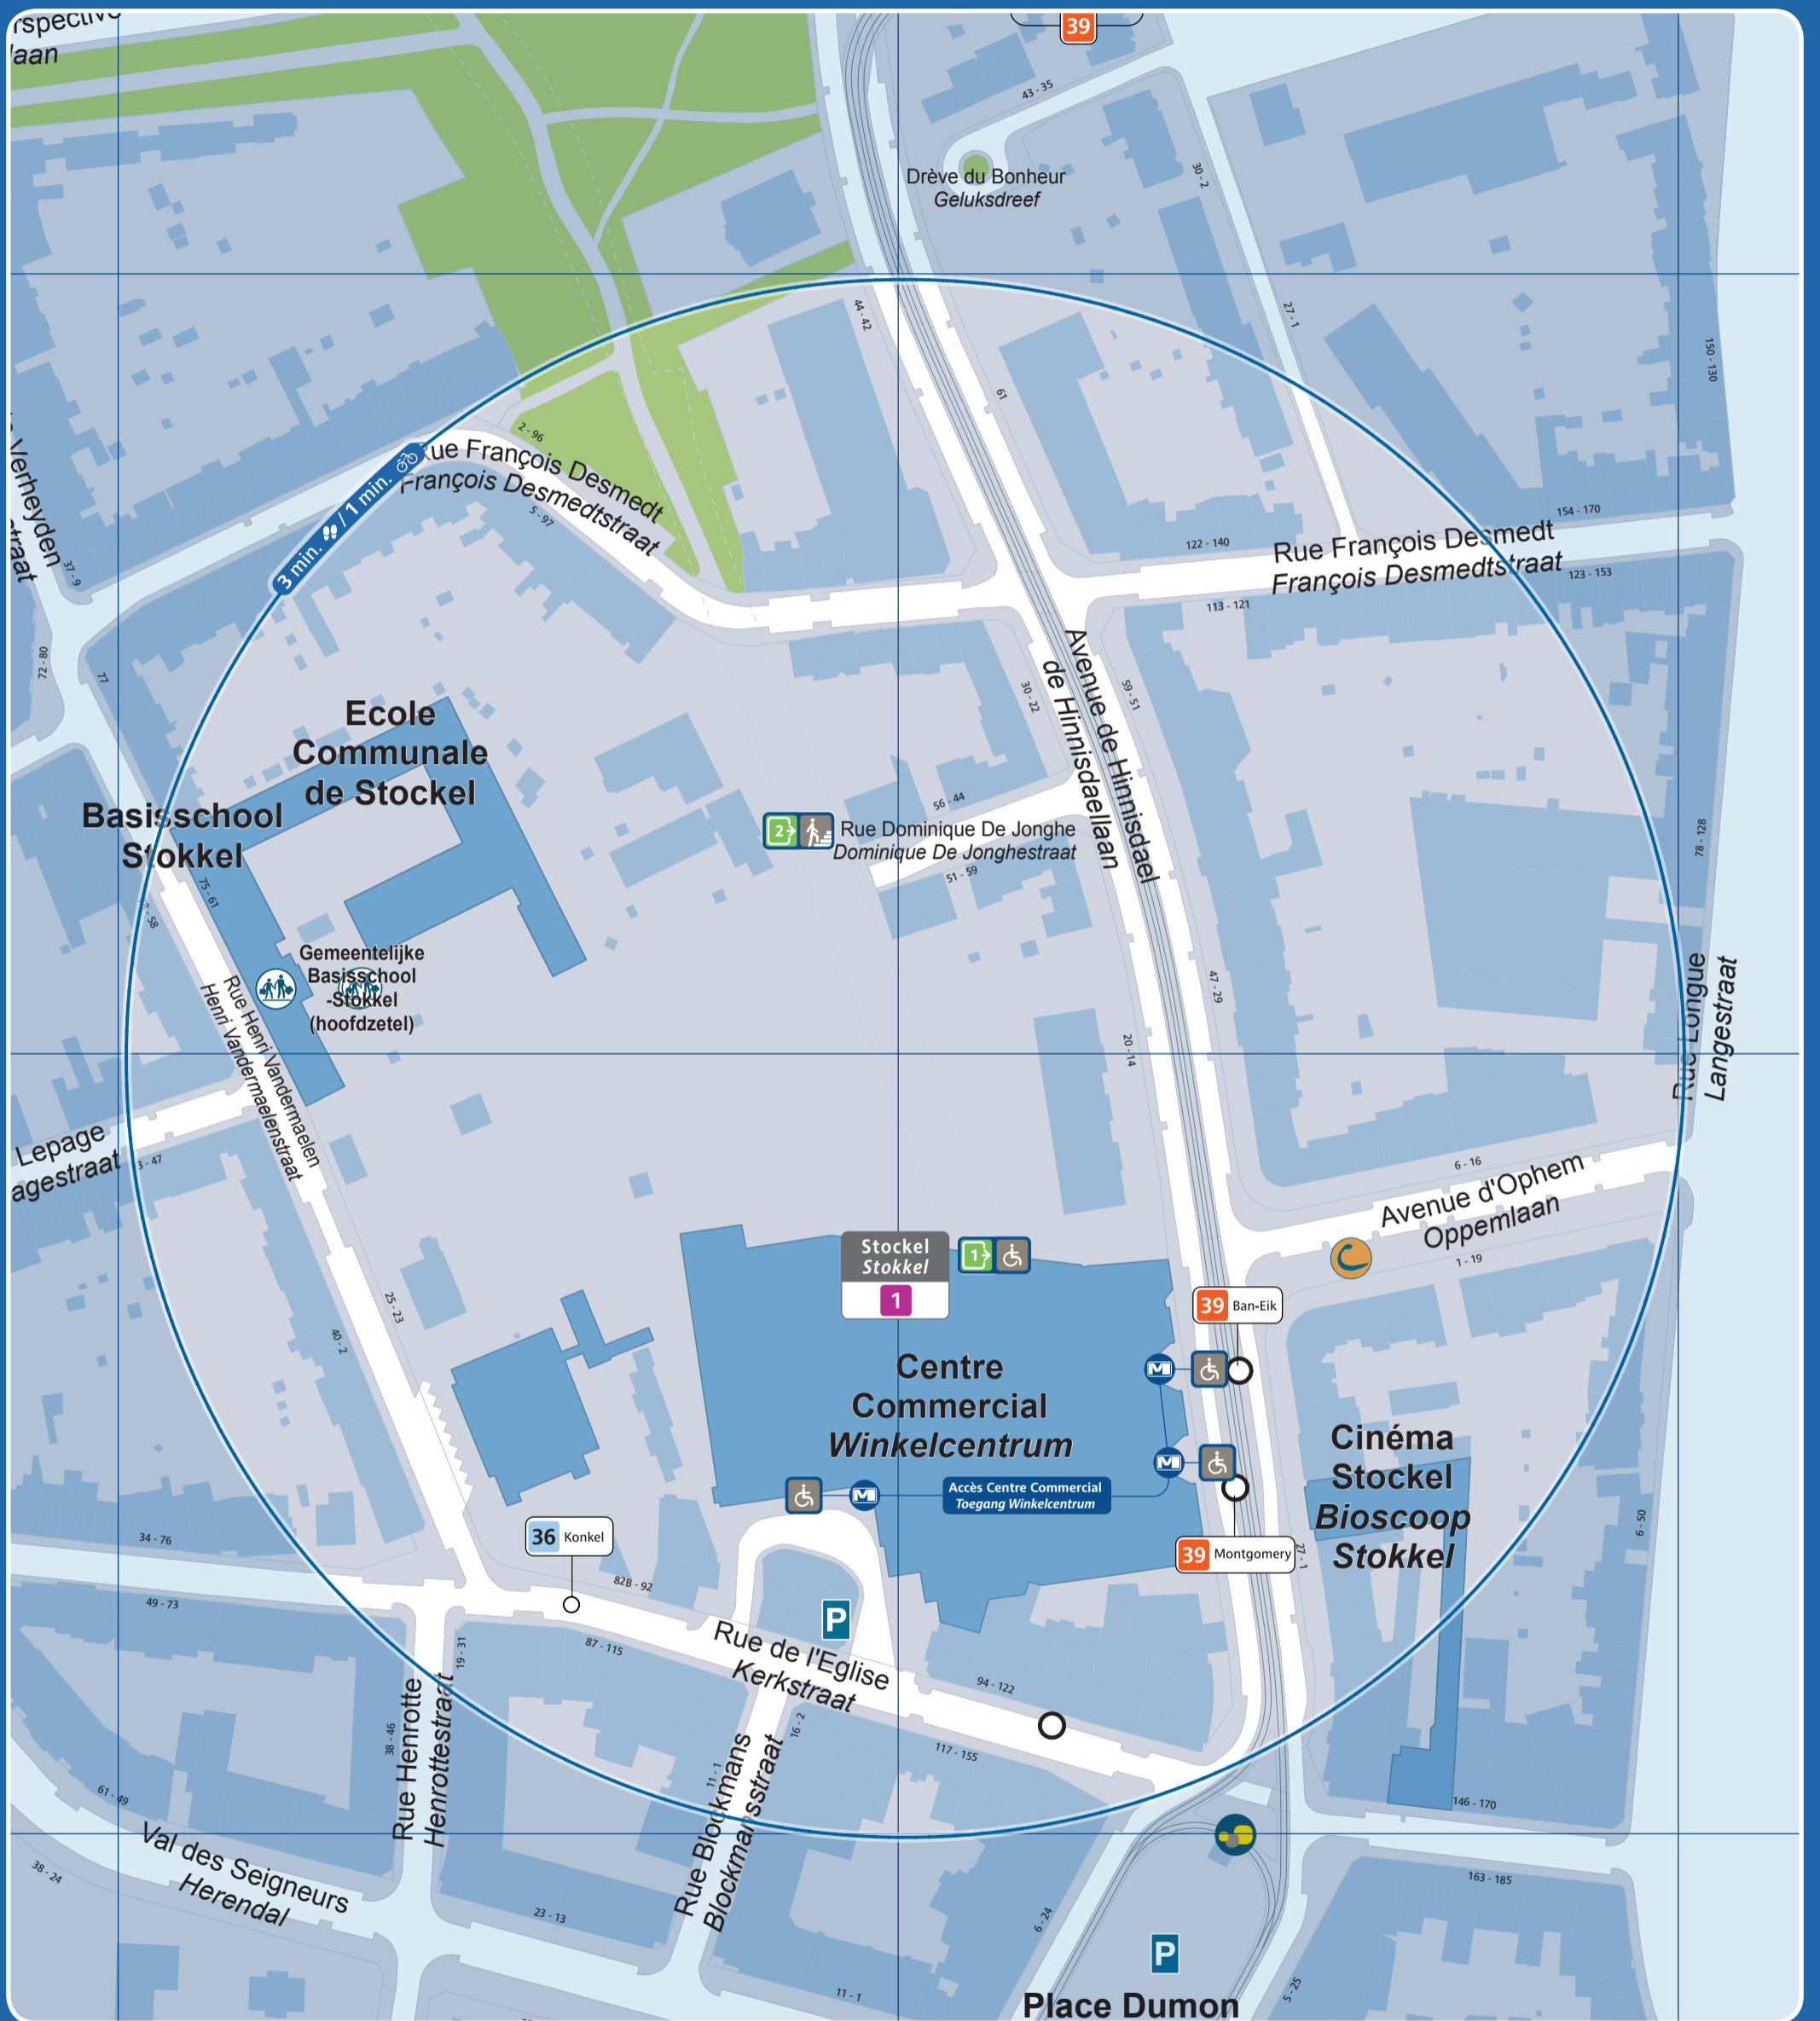 rspective
laan
39
43 - 35
30 - 2
Drève du Bonheur
Geluksdreef
44 - 42
27 - 1
150 - 130
61
Verheyden
straat
37 - 9
3 min. / 1 min.
2 - 96
Rue François Desmedt
François Desmedtstraat
5 - 97
122 - 140
154 - 170
Rue François Desmedt
François Desmedtstraat
123 - 153
113 - 121
72 - 80
77
Avenue de Hinnisdael
de Hinnisdaellaan
30 - 22
59 - 51
Ecole
Communale
de Stockel
Basisschool
Stokkel
56 - 44
2
Rue Dominique De Jonghe
Dominique De Jonghestraat
51 - 59
78 - 128
75 - 61
- 58
Gemeentelijke
Basisschool
-Stokkel
(hoofdzetel)
Rue Henri Vandermaelen
Henri Vandermaelenstraat
47 - 29
20 - 14
Rue Longue
Langestraat
Lepage
agestraat
3 - 47
6 - 16
Avenue d'Ophem
Oppemlaan
1 - 19
Stockel
Stokkel
1
1
25 - 23
40 - 2
39 Ban-Eik
Centre
Commercial
Winkelcentrum
Accès Centre Commercial
Toegang Winkelcentrum
Cinéma
Stockel
Bioscoop
Stokkel
6 - 50
36 Konkel
39 Montgomery
27 - 1
34 - 76
49 - 73
82B - 92
87 - 115
P
Rue de l'Eglise
Kerkstraat
94 - 122
117 - 155
19 - 31
38 - 46
Rue Henrotte
Henrottestraat
16 - 2
11 - 1
Rue Blockmans
Blockmansstraat
61 - 49
Val des Seigneurs
Herendal
38 - 24
23 - 13
11 - 1
6 - 24
146 - 170
163 - 185
P
5 - 25
Place Dumon